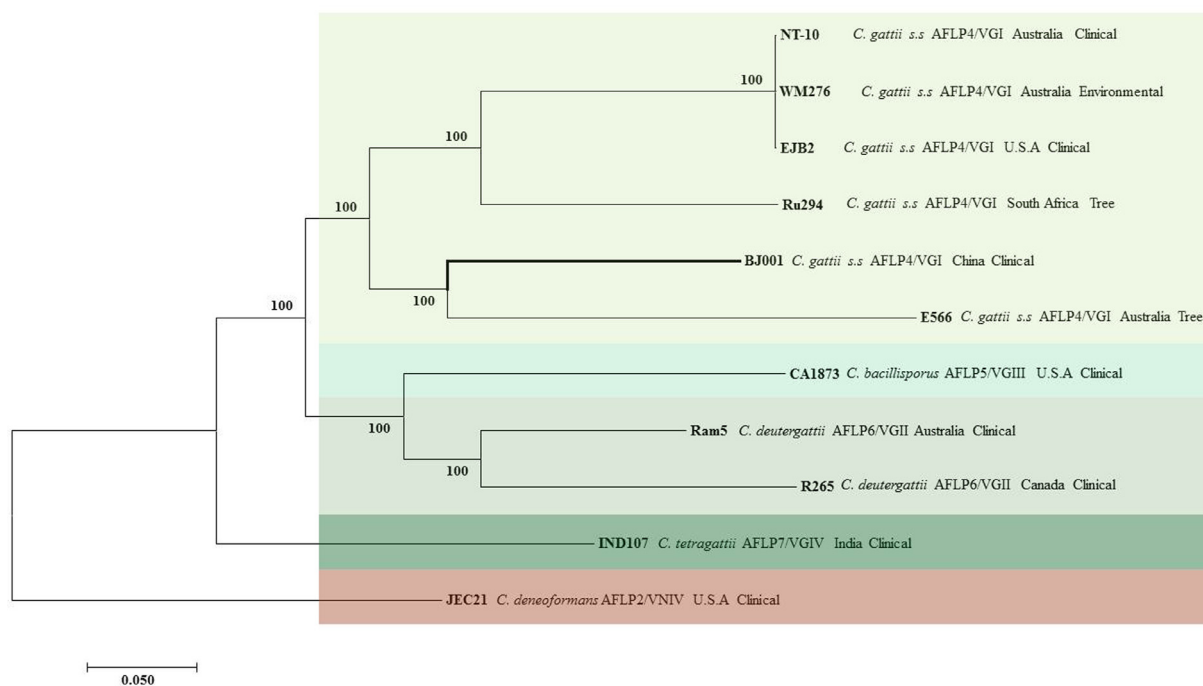 NT-10 C. gattii s.s AFLP4/VGI Australia Clinical
100
WM276 C. gattii s.s AFLP4/VGI Australia Environmental
100
EJB2 C. gattii s.s AFLP4/VGI U.S.A Clinical
100
Ru294 C. gattii s.s AFLP4/VGI South Africa Tree
BJ001 C. gattii s.s AFLP4/VGI China Clinical
100
100
E566 C. gattii s.s AFLP4/VGI Australia Tree
CA1873 C. bacillisporus AFLP5/VGIII U.S.A Clinical
100
Ram5 C. deutergattii AFLP6/VGII Australia Clinical
100
R265 C. deutergattii AFLP6/VGII Canada Clinical
IND107 C. tetragattii AFLP7/VGIV India Clinical
JEC21 C. deneoformans AFLP2/VNIV U.S.A Clinical
0.050